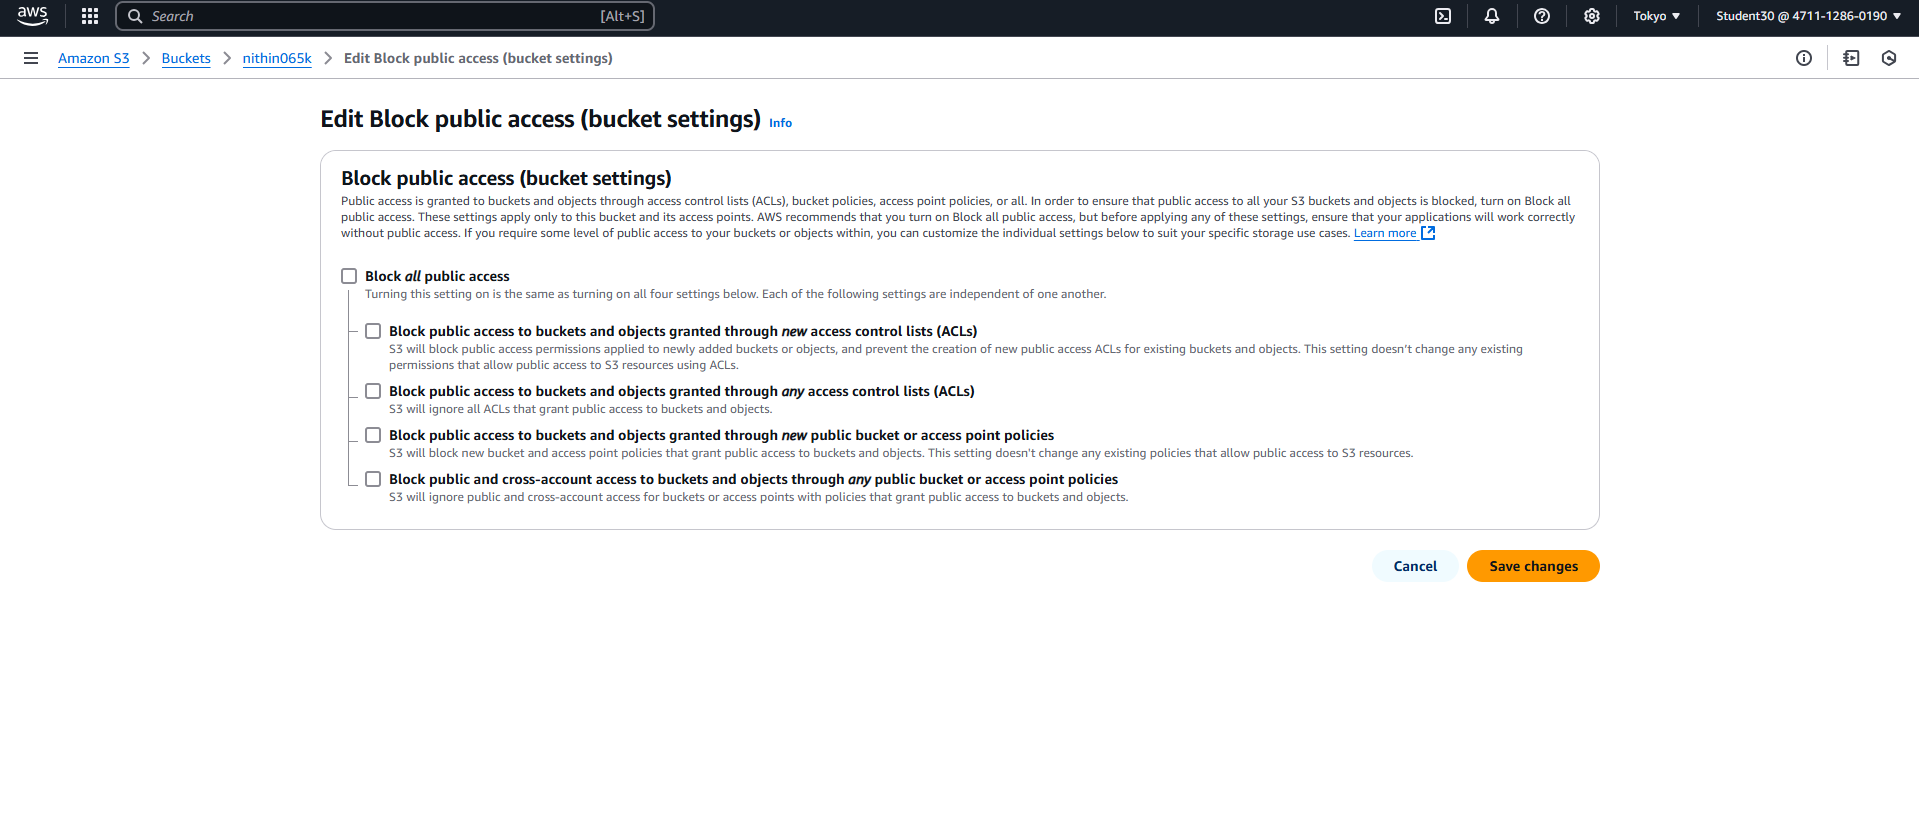 aws
Search [Alt+S]
Tokyo
Student30 @ 4711-1286-0190
Amazon S3
Buckets
nithin065k
Edit Block public access (bucket settings)
Edit Block public access (bucket settings) Info
Block public access (bucket settings)
Public access is granted to buckets and objects through access control lists (ACLs), bucket policies, access point policies, or all. In order to ensure that public access to all your S3 buckets and objects is blocked, turn on Block all
public access. These settings apply only to this bucket and its access points. AWS recommends that you turn on Block all public access, but before applying any of these settings, ensure that your applications will work correctly
without public access. If you require some level of public access to your buckets or objects within, you can customize the individual settings below to suit your specific storage use cases. Learn more
Block all public access
Turning this setting on is the same as turning on all four settings below. Each of the following settings are independent of one another.
Block public access to buckets and objects granted through new access control lists (ACLs)
S3 will block public access permissions applied to newly added buckets or objects, and prevent the creation of new public access ACLs for existing buckets and objects. This setting doesn't change any existing
permissions that allow public access to S3 resources using ACLs.
Block public access to buckets and objects granted through any access control lists (ACLs)
S3 will ignore all ACLs that grant public access to buckets and objects.
Block public access to buckets and objects granted through new public bucket or access point policies
S3 will block new bucket and access point policies that grant public access to buckets and objects. This setting doesn't change any existing policies that allow public access to S3 resources.
Block public and cross-account access to buckets and objects through any public bucket or access point policies
S3 will ignore public and cross-account access for buckets or access points with policies that grant public access to buckets and objects.
Cancel
Save changes